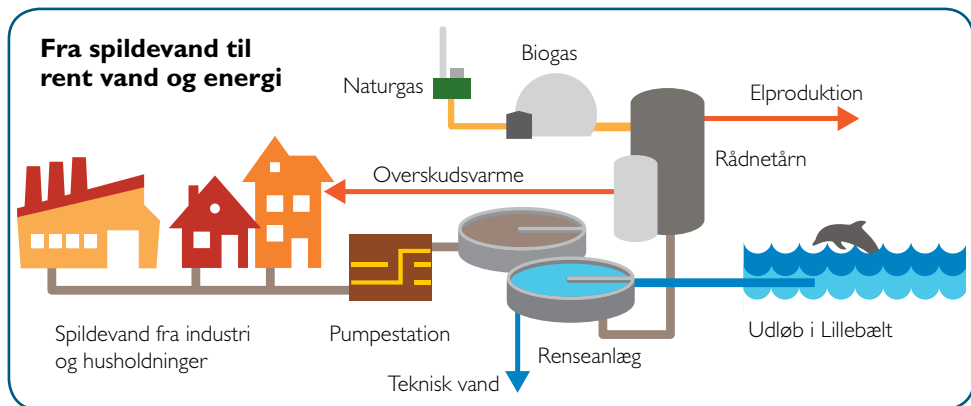 Fra spildevand til
rent vand og energi
Biogas
Naturgas
Elproduktion
Rådnetårn
Overskudsvarme
Spildevand fra industri
og husholdninger
Pumpestation
Renseanlæg
Udløb i Lillebælt
Teknisk vand